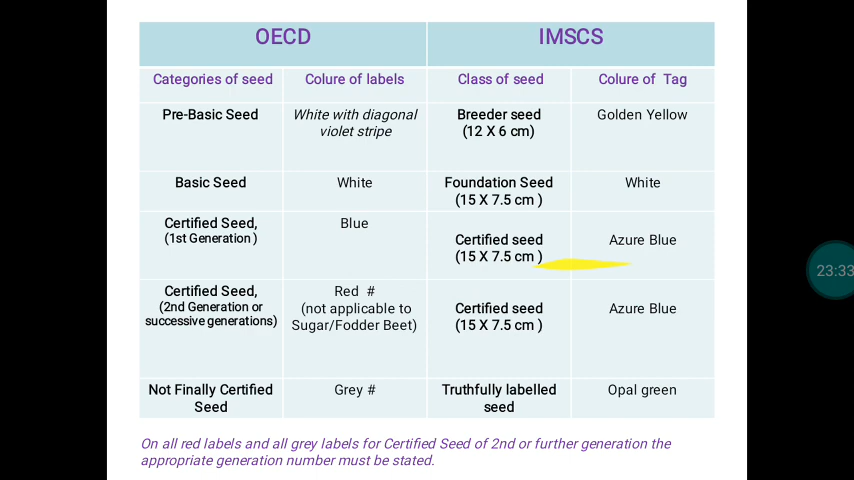 OECD IMSCS
Categories of seed Colure of labels Class of seed Colure of Tag
Pre-Basic Seed White with diagonal Breeder seed Golden Yellow
violet stripe (12 X 6 cm)
Basic Seed White Foundation Seed White
(15 X 7.5 cm )
Certified Seed, Blue
(1st Generation ) Certified seed Azure Blue
(15 X 7.5 cm )
Certified Seed, Red #
(2nd Generation or (not applicable to Certified seed Azure Blue
successive generations) Sugar/Fodder Beet) (15 X 7.5 cm )
Not Finally Certified Grey # Truthfully labelled Opal green
Seed seed
On all red labels and all grey labels for Certified Seed of 2nd or further generation the
appropriate generation number must be stated.
23:33